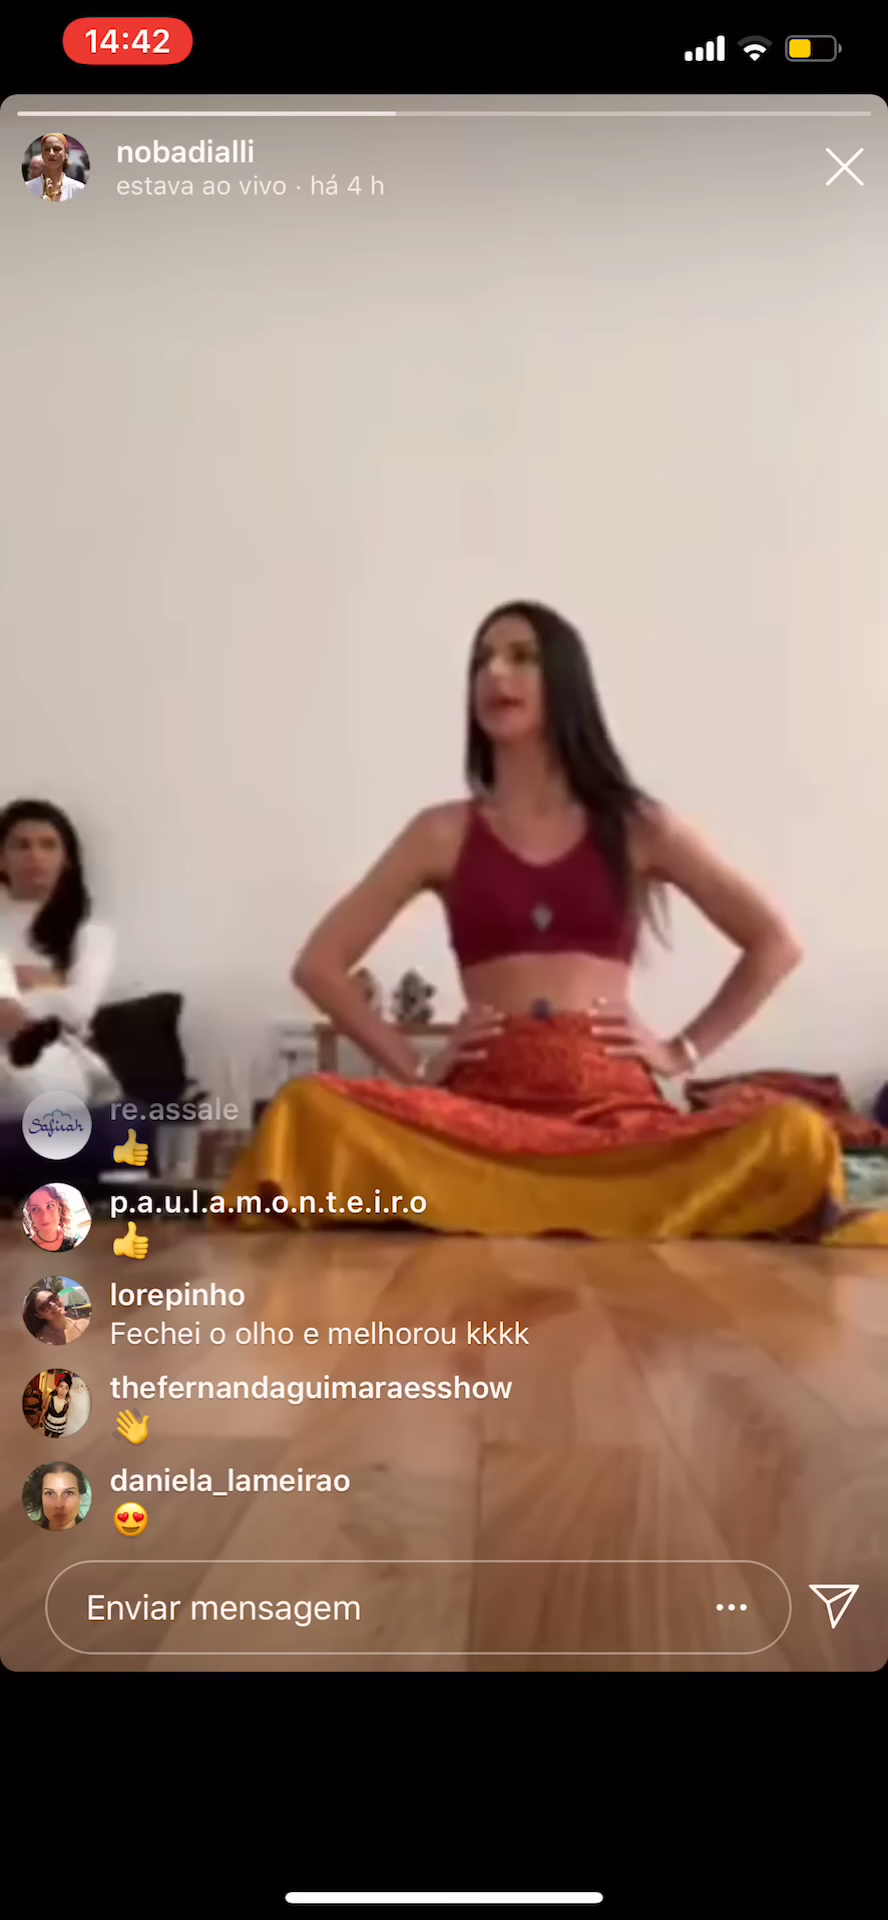 14:42
nobadialli
estava ao vivo · há 4 h
Safirah
re.assale
👍
p.a.u.l.a.m.o.n.t.e.i.r.o
👍
lorepinho
Fechei o olho e melhorou kkkk
thefernandaguimaraesshow
👋
daniela_lameirao
😍
Enviar mensagem